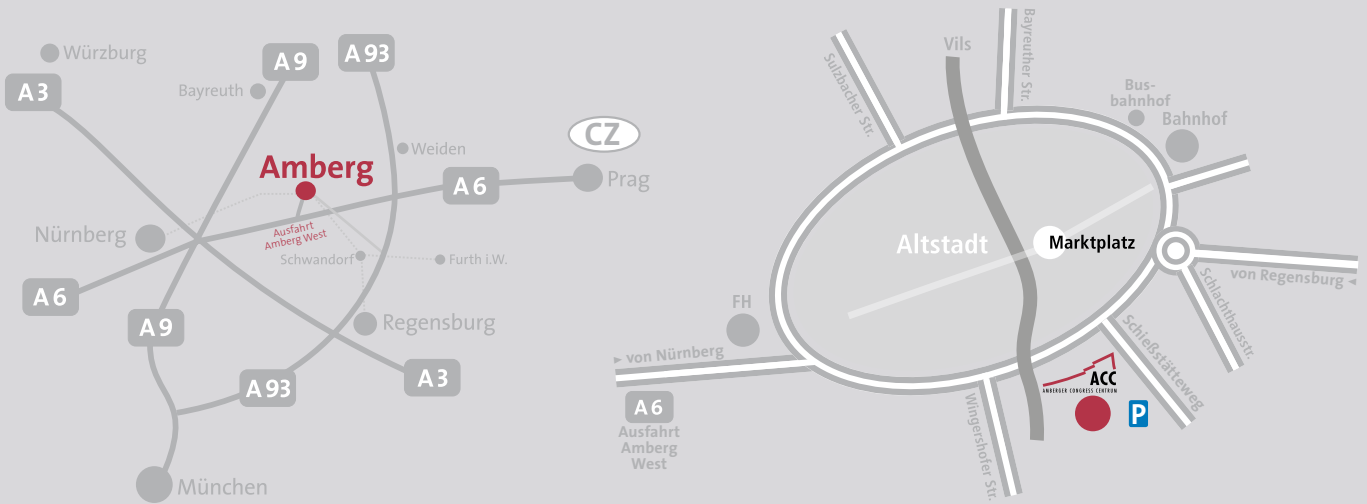 Würzburg
A 3
A 9
A 93
Bayreuth
Weiden
CZ
Amberg
A 6
Prag
Nürnberg
Ausfahrt
Amberg West
Schwandorf
Furth i.W.
A 6
A 9
Regensburg
A 93
A 3
München
Sulzbacher Str.
Vils
Bayreuther Str.
Bus-
bahnhof
Bahnhof
Altstadt
Marktplatz
von Regensburg
Schlachthausstr.
FH
von Nürnberg
A 6
Ausfahrt
Amberg
West
Wingershofer Str.
Schießstätteweg
ACC
AMBERGER CONGRESS CENTRUM
P